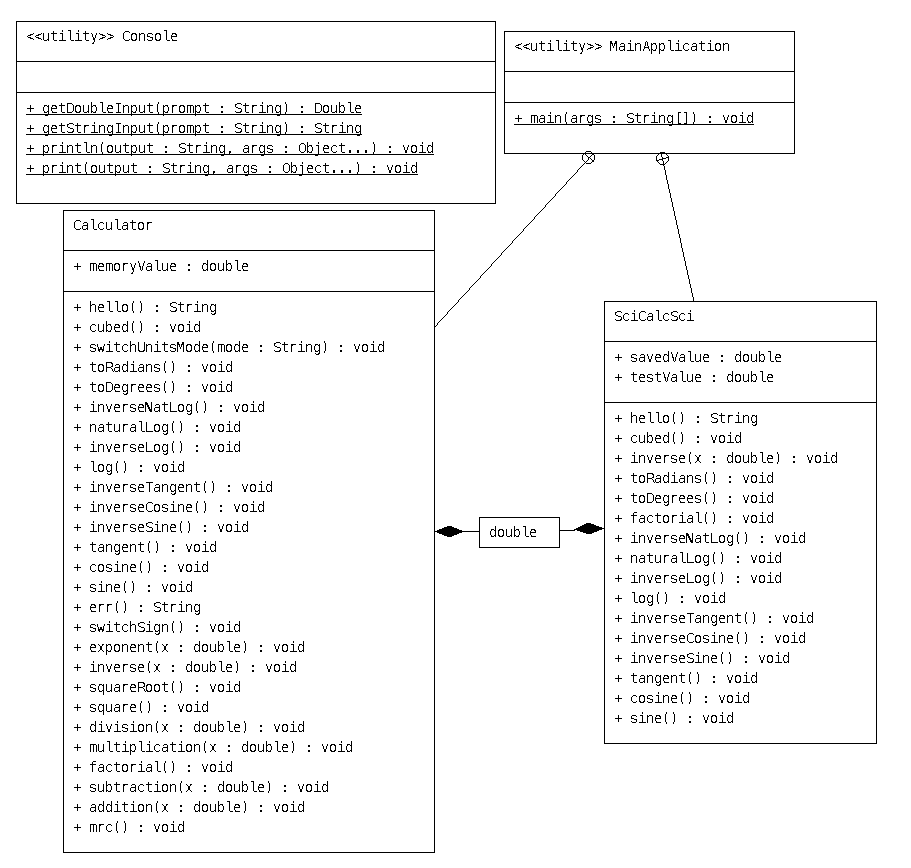 <<utility>> Console
+ getDoubleInput(prompt : String) : Double
+ getStringInput(prompt : String) : String
+ println(output : String, args : Object...) : void
+ print(output : String, args : Object...) : void
<<utility>> MainApplication
+ main(args : String[]) : void
Calculator
+ memoryValue : double
+ hello() : String
+ cubed() : void
+ switchUnitsMode(mode : String) : void
+ toRadians() : void
+ toDegrees() : void
+ inverseNatLog() : void
+ naturalLog() : void
+ inverseLog() : void
+ log() : void
+ inverseTangent() : void
+ inverseCosine() : void
+ inverseSine() : void
+ tangent() : void
+ cosine() : void
+ sine() : void
+ err() : String
+ switchSign() : void
+ exponent(x : double) : void
+ inverse(x : double) : void
+ squareRoot() : void
+ square() : void
+ division(x : double) : void
+ multiplication(x : double) : void
+ factorial() : void
+ subtraction(x : double) : void
+ addition(x : double) : void
+ mrc() : void
double
SciCalcSci
+ savedValue : double
+ testValue : double
+ hello() : String
+ cubed() : void
+ inverse(x : double) : void
+ toRadians() : void
+ toDegrees() : void
+ factorial() : void
+ inverseNatLog() : void
+ naturalLog() : void
+ inverseLog() : void
+ log() : void
+ inverseTangent() : void
+ inverseCosine() : void
+ inverseSine() : void
+ tangent() : void
+ cosine() : void
+ sine() : void